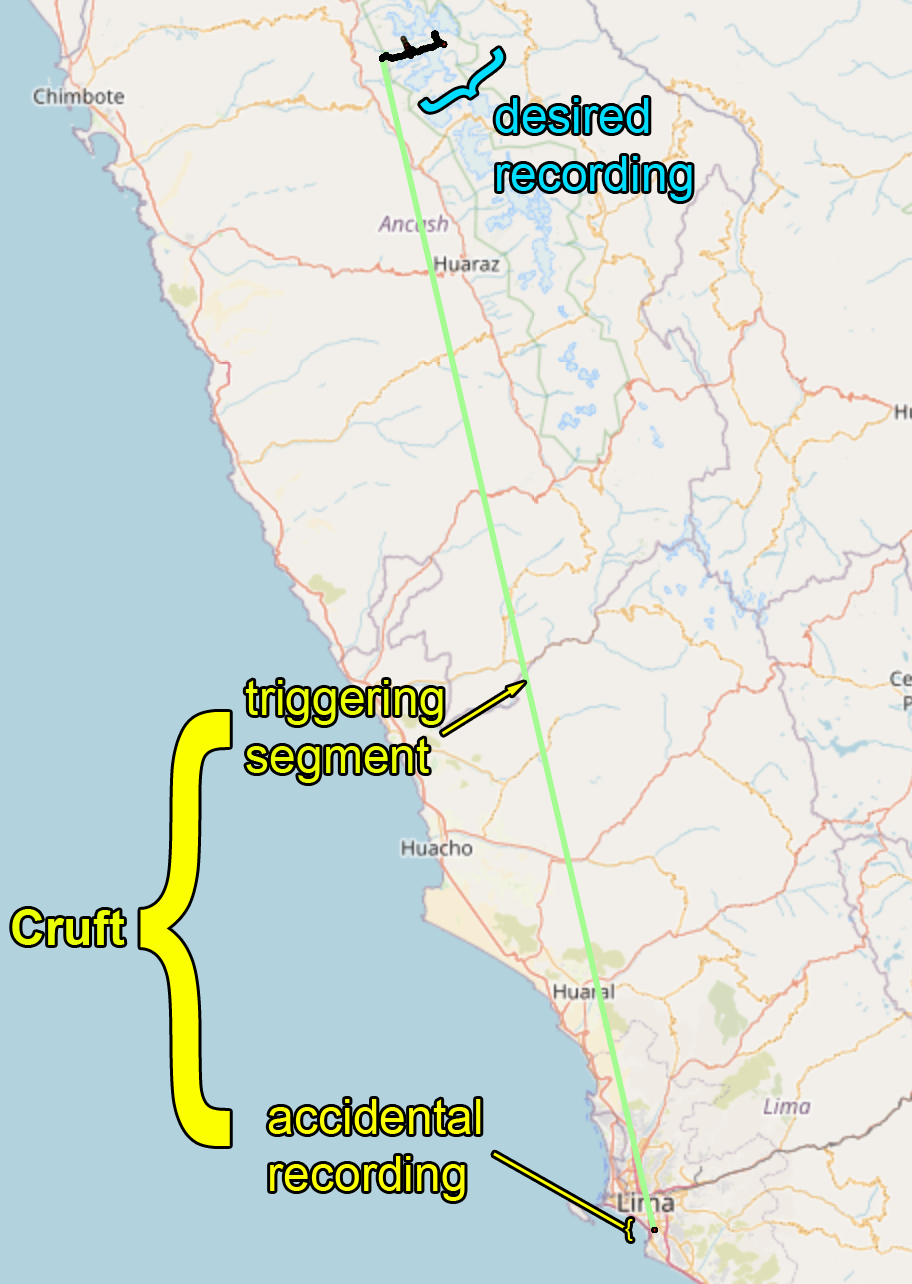 Chimbote
desired
recording
Ancash
Huaraz
Hu
triggering
segment
Ce
P
Huacho
Cruft
Huaral
accidental
recording
Lima
Lima